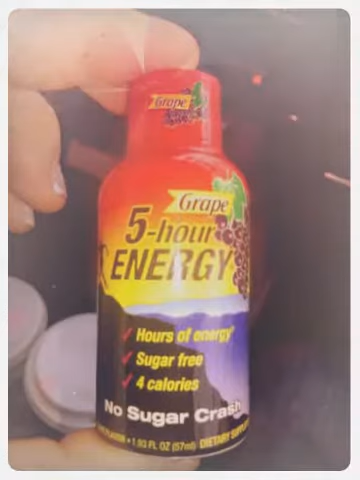 Grape
Grape
5-hour
ENERGY
Hours of energy
Sugar free
4 calories
No Sugar Crash
FLAVOR • 1.93 FL OZ (57ml) DIETARY